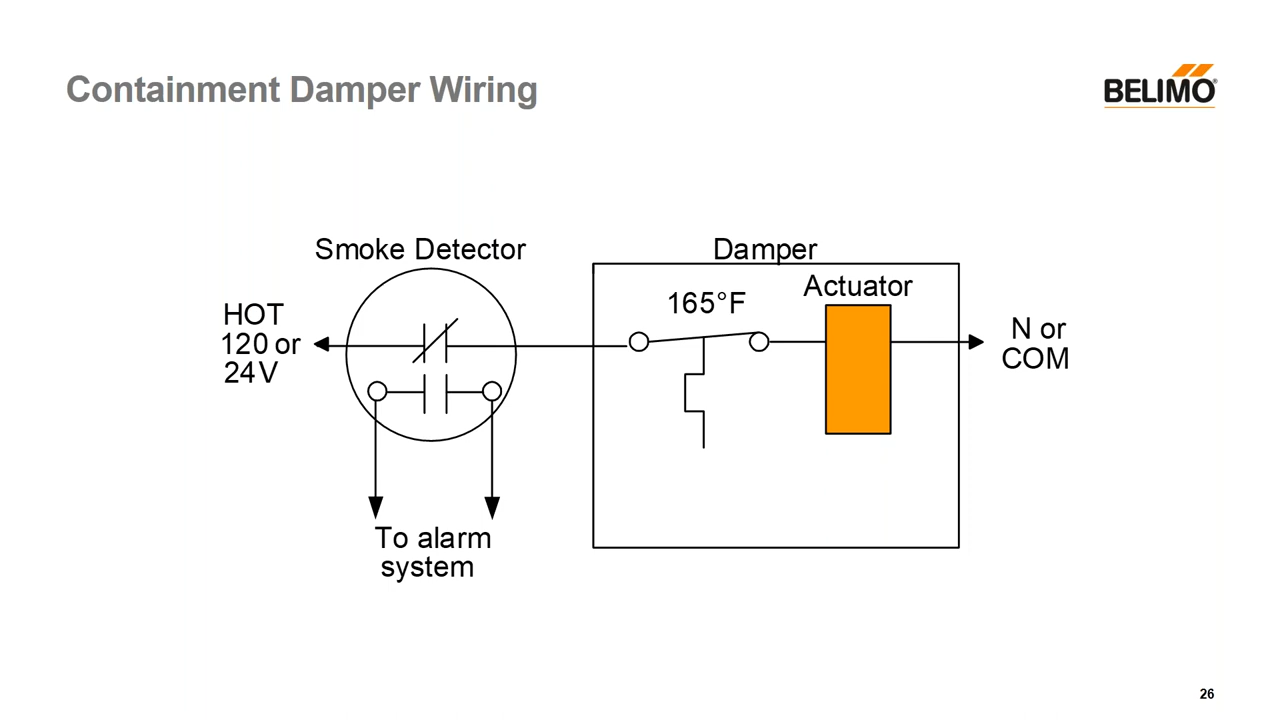 Containment Damper Wiring
BELIMO®
Smoke Detector
Damper
165°F
Actuator
HOT
120 or
24V
N or
COM
To alarm
system
26